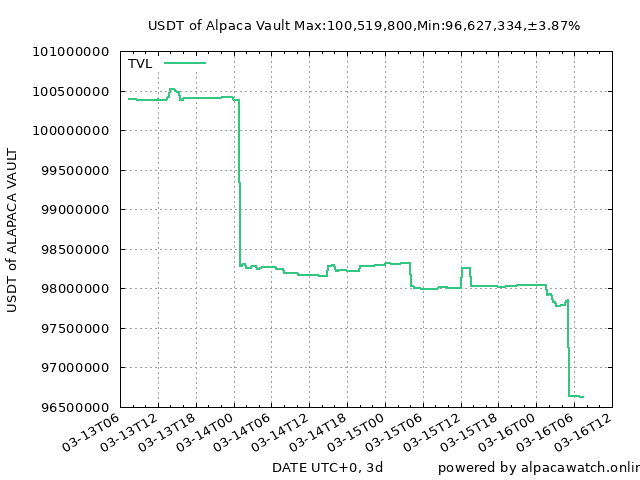 USDT of Alpaca Vault Max:100,519,800,Min:96,627,334,±3.87%
TVL
101000000
100500000
100000000
99500000
99000000
98500000
98000000
97500000
97000000
96500000
USDT of ALAPACA VAULT
03-13T06
03-13T12
03-13T18
03-14T00
03-14T06
03-14T12
03-14T18
03-15T00
03-15T06
03-15T12
03-15T18
03-16T00
03-16T06
03-16T12
DATE UTC+0, 3d
powered by alpacawatch.onlin